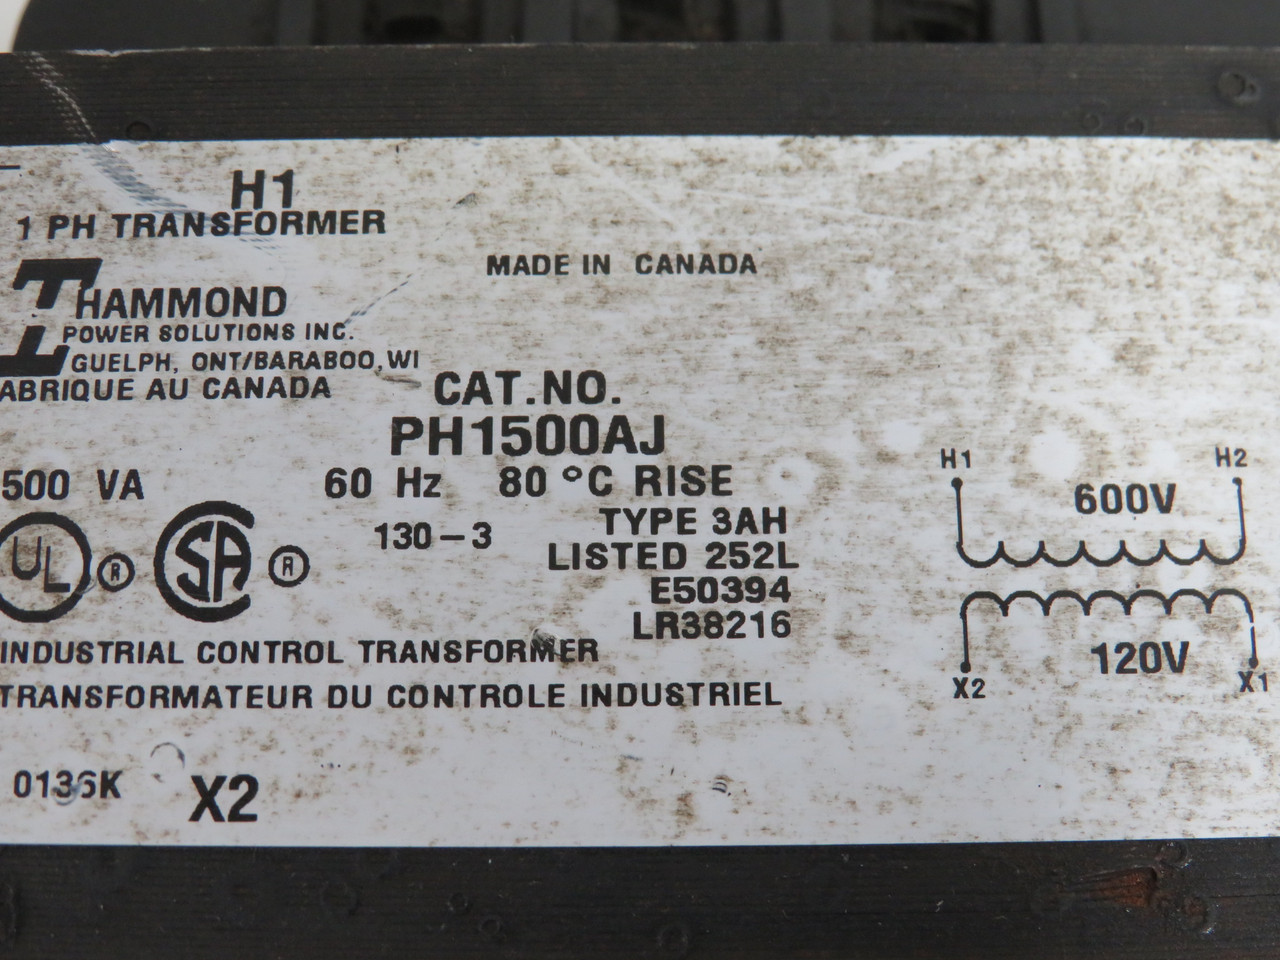 H1
1 PH TRANSFORMER
MADE IN CANADA
HAMMOND
POWER SOLUTIONS INC.
GUELPH, ONT/BARABOO, WI
ABRIQUE AU CANADA
CAT.NO.
PH1500AJ
500 VA 60 Hz 80 °C RISE
130-3 TYPE 3AH
LISTED 252L
E50394
LR38216
UL ® SA ®
INDUSTRIAL CONTROL TRANSFORMER
TRANSFORMATEUR DU CONTROLE INDUSTRIEL
0136K X2
H1 H2
600V
120V
X2 X1